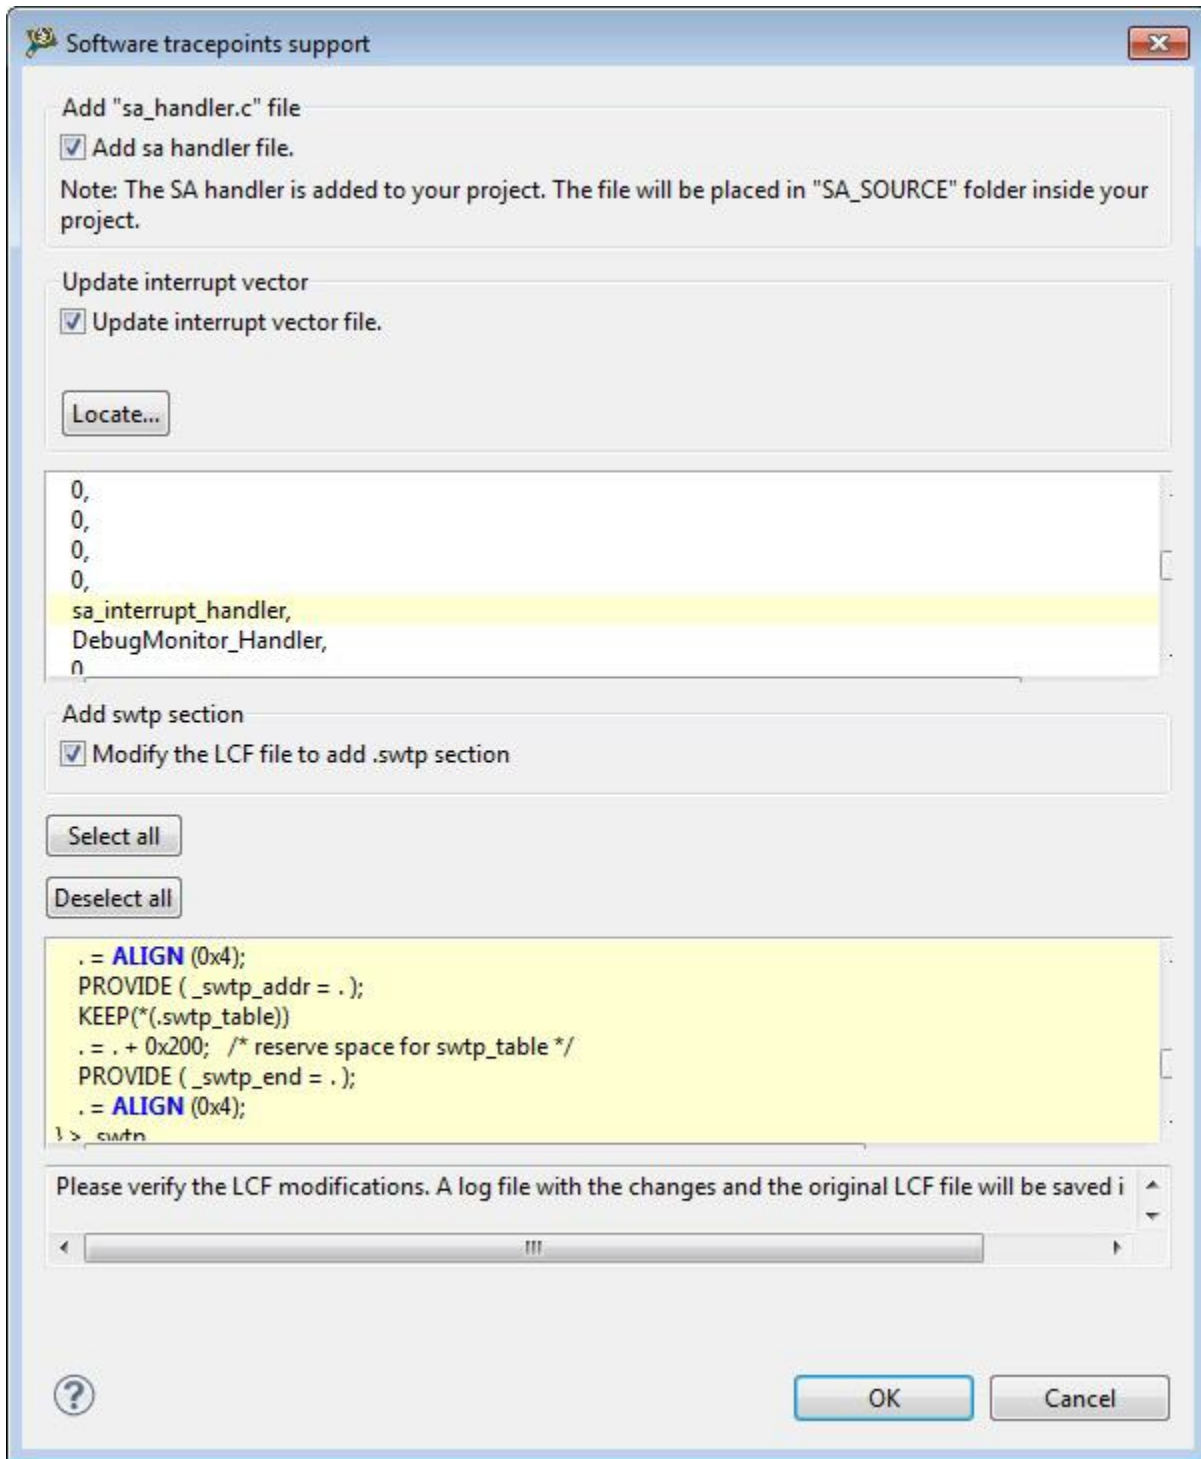 Software tracepoints support
Add "sa_handler.c" file
Add sa handler file.
Note: The SA handler is added to your project. The file will be placed in "SA_SOURCE" folder inside your
project.
Update interrupt vector
Update interrupt vector file.
Locate...
0,
0,
0,
0,
sa_interrupt_handler,
DebugMonitor_Handler,
0
Add swtp section
Modify the LCF file to add .swtp section
Select all
Deselect all
. = ALIGN (0x4);
PROVIDE ( _swtp_addr = . );
KEEP(*(.swtp_table))
. = . + 0x200;   /* reserve space for swtp_table */
PROVIDE ( _swtp_end = . );
. = ALIGN (0x4);
} > swtp
Please verify the LCF modifications. A log file with the changes and the original LCF file will be saved i
?
OK
Cancel